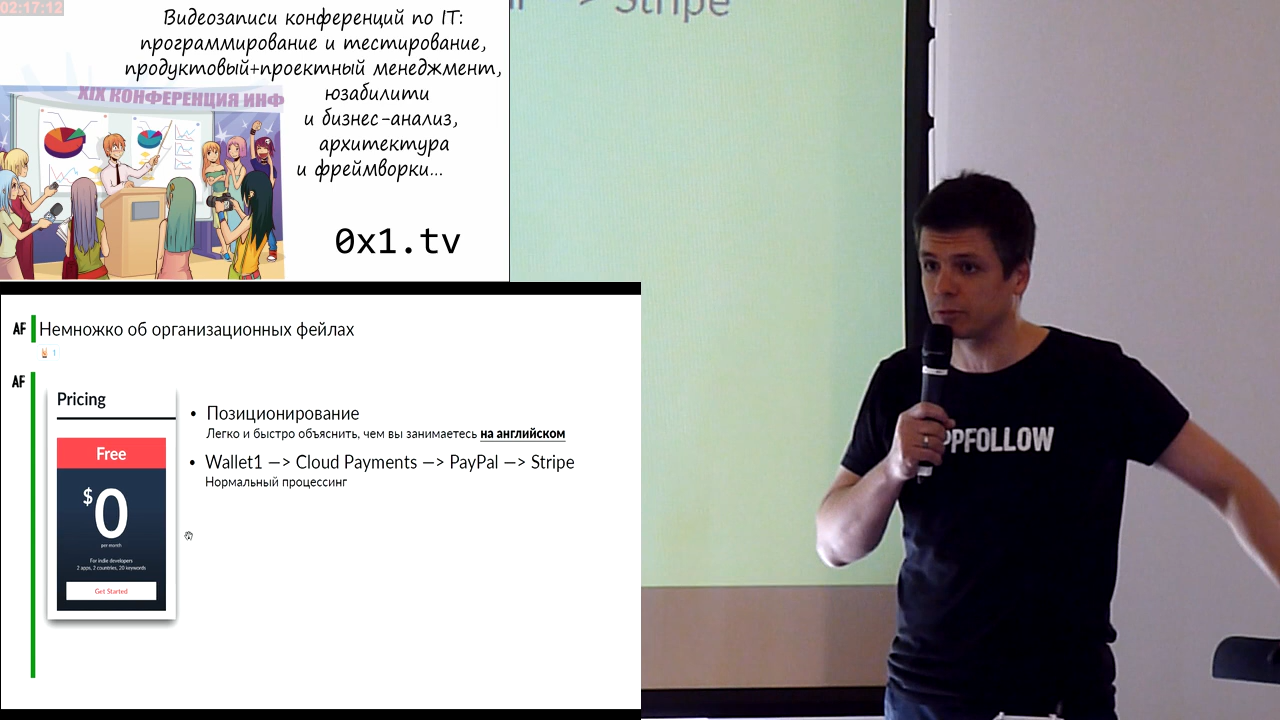 02:17:12
Видеозаписи конференций по IT:
программирование и тестирование,
продуктовый+проектный менеджмент,
юзабилити
и бизнес-анализ,
архитектура
и фреймворки...
XIX КОНФЕРЕНЦИЯ ИНФ
0x1.tv
-> Stripe
AF Немножко об организационных фейлах
1
AF
Pricing
Free
$0
per month
For indie developers
2 apps, 2 countries, 20 keywords
Get Started
• Позиционирование
Легко и быстро объяснить, чем вы занимаетесь на английском
• Wallet1 —> Cloud Payments —> PayPal —> Stripe
Нормальный процессинг
PPFOLLOW